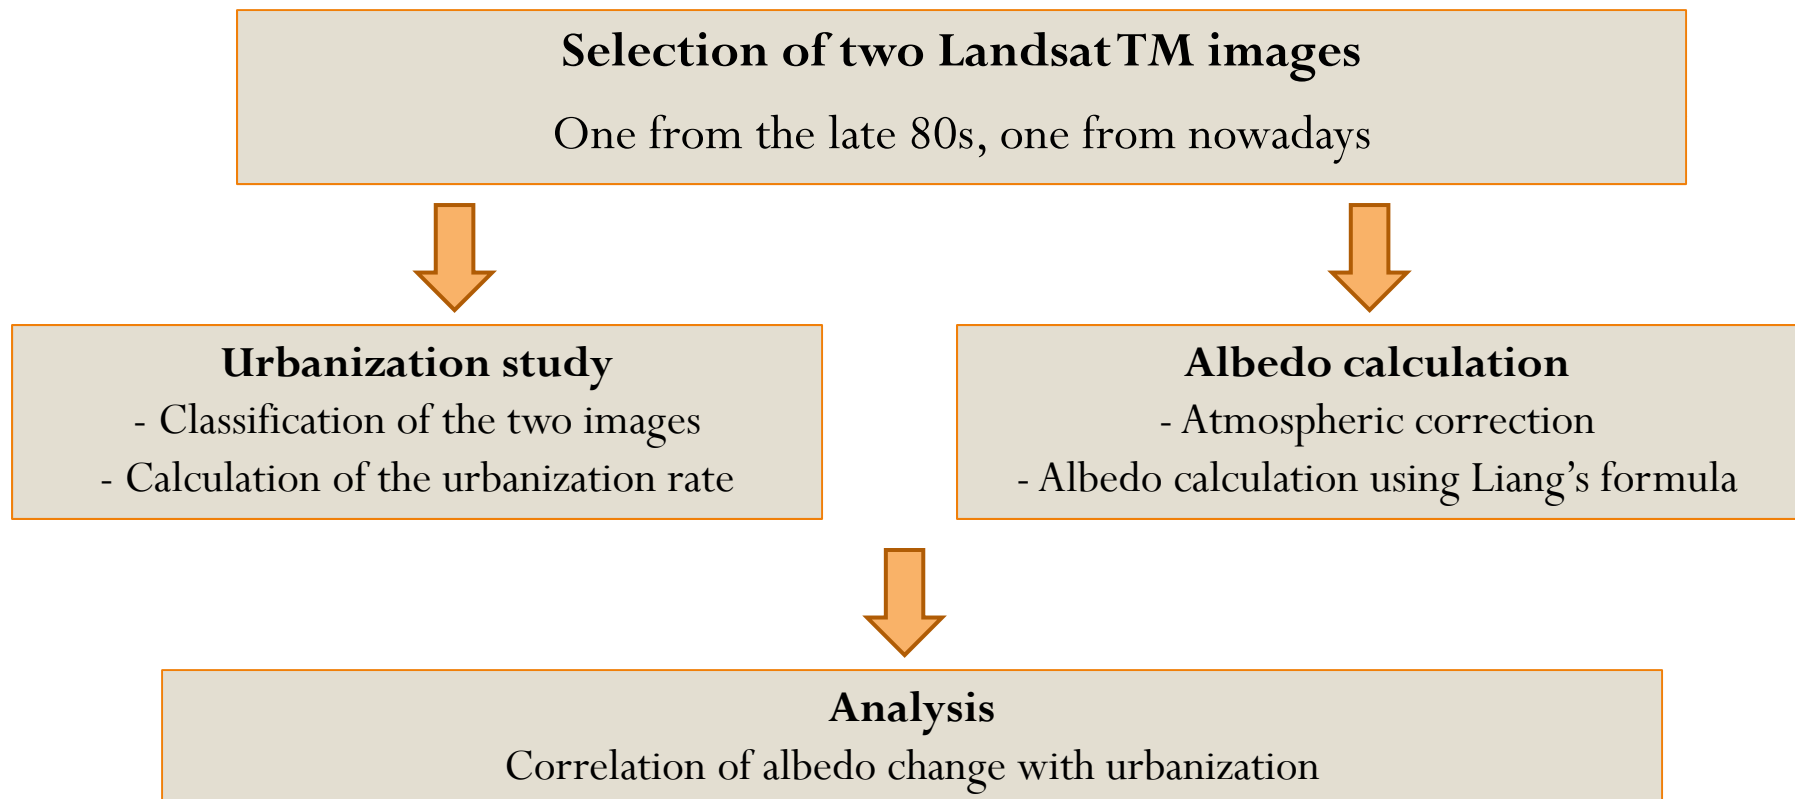 Selection of two Landsat TM images
One from the late 80s, one from nowadays
Urbanization study
- Classification of the two images
- Calculation of the urbanization rate
Albedo calculation
- Atmospheric correction
- Albedo calculation using Liang’s formula
Analysis
Correlation of albedo change with urbanization